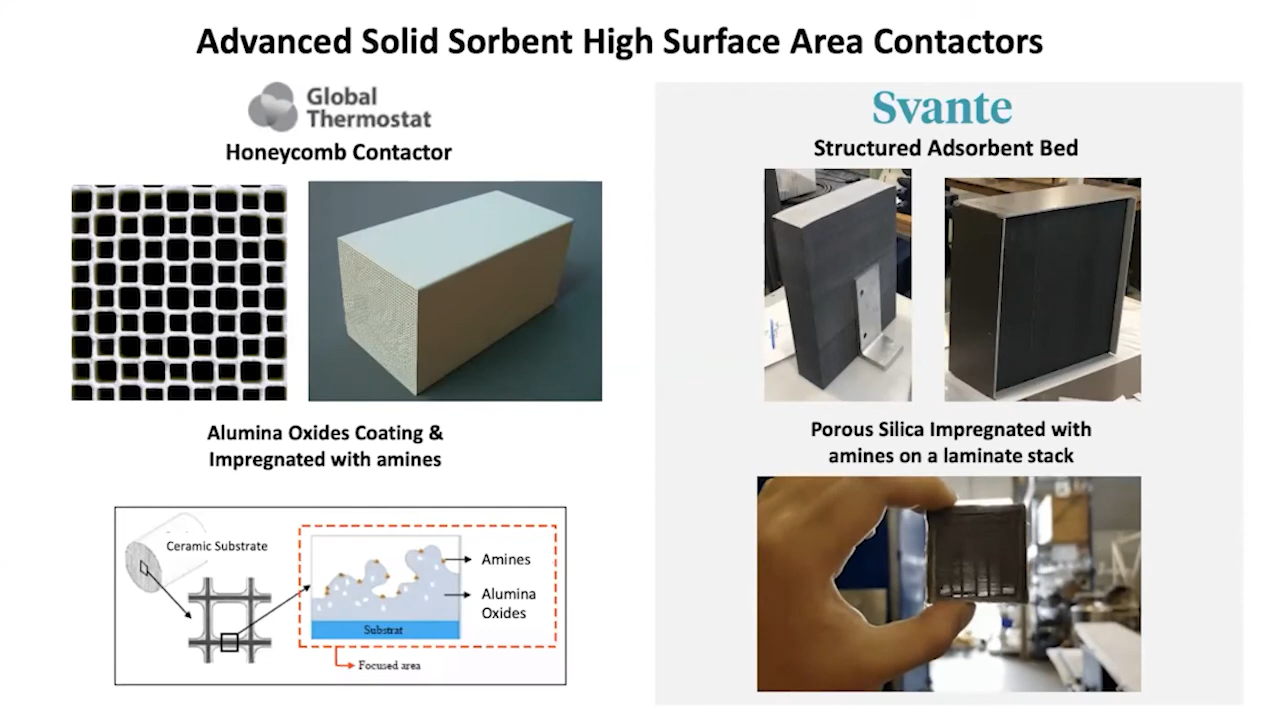 Advanced Solid Sorbent High Surface Area Contactors
Global
Thermostat
Honeycomb Contactor
Alumina Oxides Coating &
Impregnated with amines
Ceramic Substrate
Amines
Alumina
Oxides
Substrat
Focused area
Svante
Structured Adsorbent Bed
Porous Silica Impregnated with
amines on a laminate stack